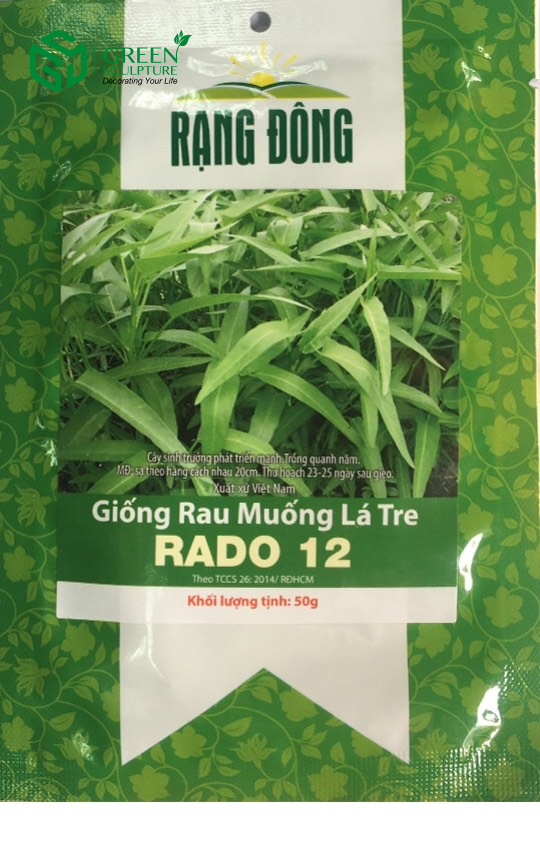 GREEN
SCULPTURE
Decorating Your Life
RẠNG ĐÔNG
Cây sinh trưởng phát triển mạnh. Trồng quanh năm.
MĐ: sạ theo hàng cách nhau 20cm. Thu hoạch 23-25 ngày sau gieo.
Xuất xứ Việt Nam
Giống Rau Muống Lá Tre
RADO 12
Theo TCCS 26: 2014/ RĐHCM
Khối lượng tịnh: 50g